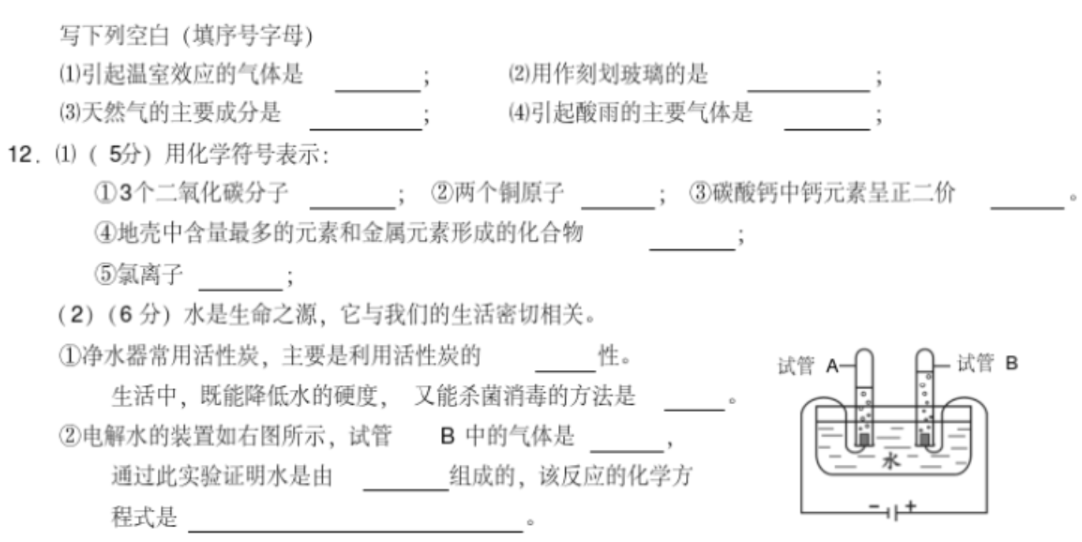 写下列空白（填序号字母）
⑴引起温室效应的气体是 ______； ⑵用作刻划玻璃的是 ______；
⑶天然气的主要成分是 ______； ⑷引起酸雨的主要气体是 ______；
12．⑴（ 5分）用化学符号表示：
①3个二氧化碳分子 ______； ②两个铜原子 ______； ③碳酸钙中钙元素呈正二价 ______。
④地壳中含量最多的元素和金属元素形成的化合物 ______；
⑤氯离子 ______；
（2）（6 分）水是生命之源，它与我们的生活密切相关。
①净水器常用活性炭，主要是利用活性炭的 ______性。
生活中，既能降低水的硬度， 又能杀菌消毒的方法是 ______。
②电解水的装置如右图所示，试管 B 中的气体是 ______，
通过此实验证明水是由 ______组成的，该反应的化学方
程式是 ______。
试管 A
试管 B
水
− +